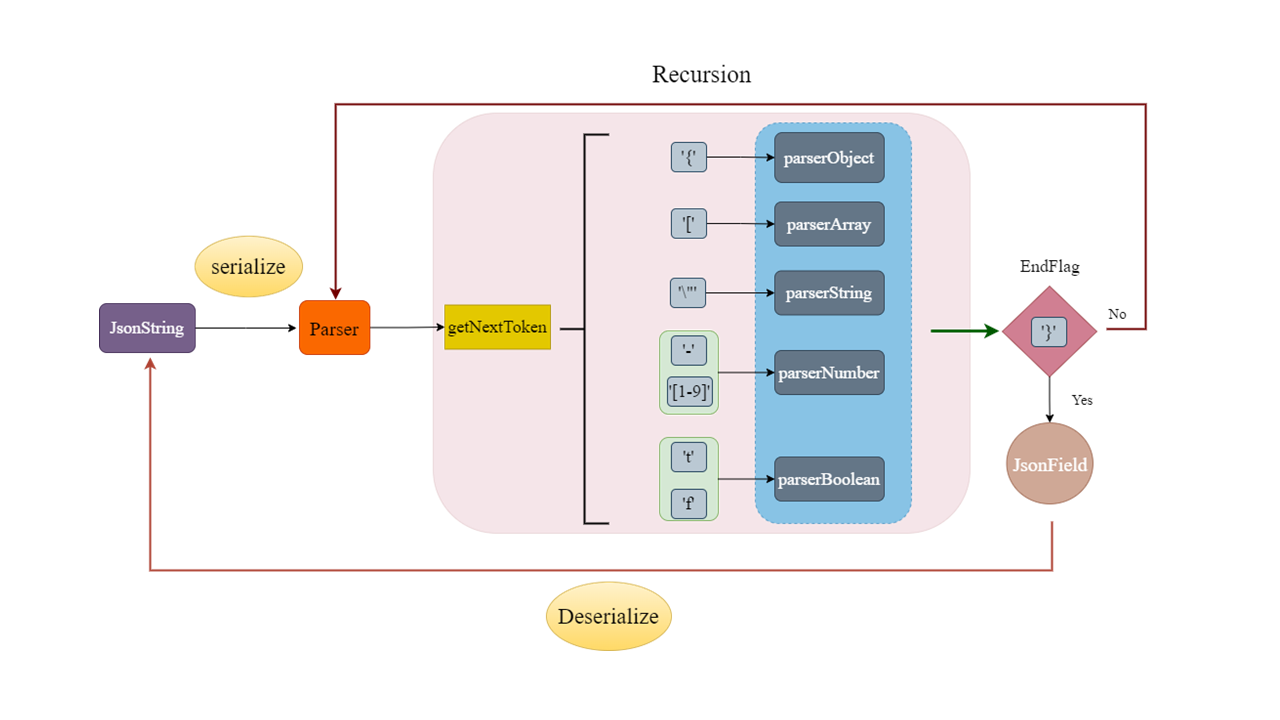 Recursion
'{'
parserObject
'['
parserArray
serialize
EndFlag
'\"'
parserString
JsonString
Parser
getNextToken
'}'
No
'-'
parserNumber
'[1-9]'
Yes
't'
JsonField
parserBoolean
'f'
Deserialize